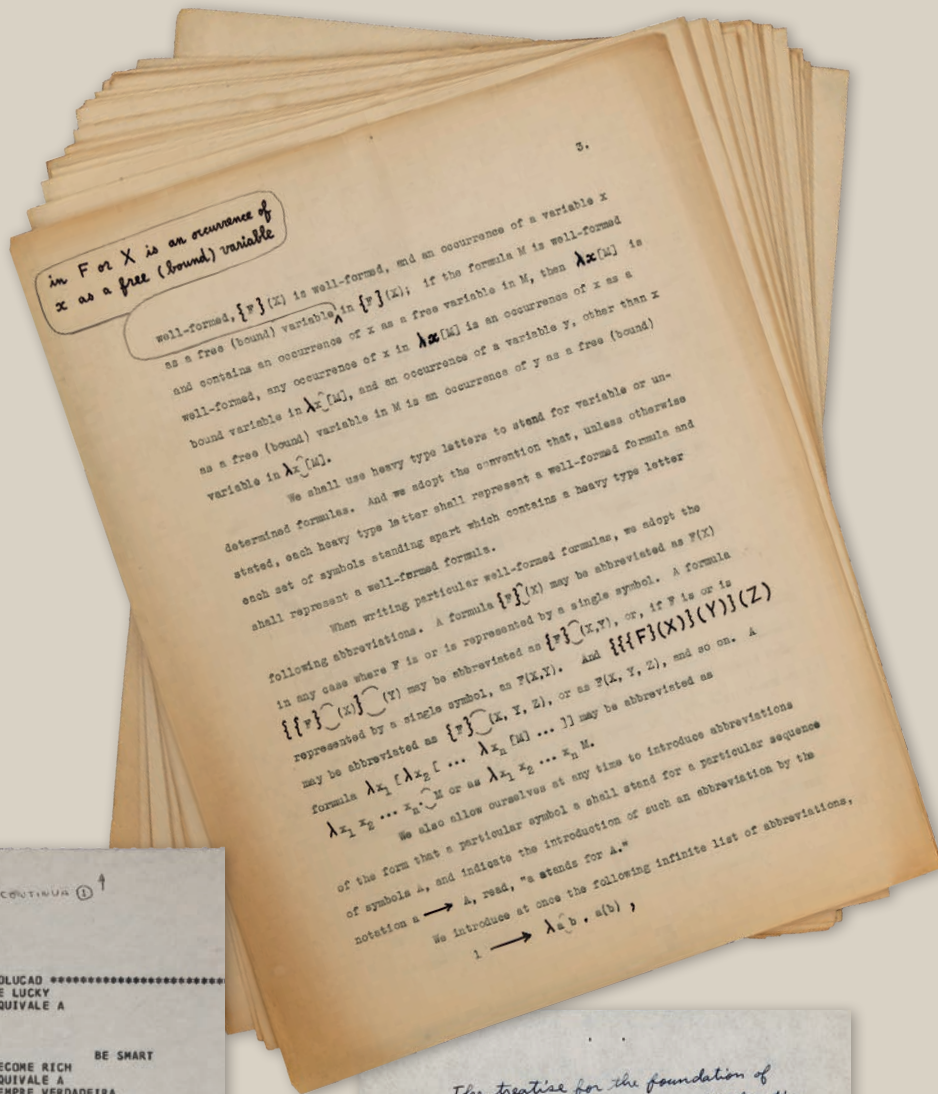 3.
in F or X is an occurrence of
x as a free (bound) variable
well-formed, {F}(X) is well-formed, and an occurrence of a variable x
as a free (bound) variable in {F}(X); if the formula M is well-formed
and contains an occurrence of x as a free variable in M, then λx[M] is
well-formed, any occurrence of x in λx[M] is an occurrence of x as a
bound variable in λx[M], and an occurrence of a variable y, other than x
as a free (bound) variable in M is an occurrence of y as a free (bound)
variable in λx[M].
We shall use heavy type letters to stand for variable or un-
determined formulas. And we adopt the convention that, unless otherwise
stated, each heavy type letter shall represent a well-formed formula and
each set of symbols standing apart which contains a heavy type letter
shall represent a well-formed formula.
When writing particular well-formed formulas, we adopt the
following abbreviations. A formula {F}(X) may be abbreviated as F(X)
in any case where F is or is represented by a single symbol. A formula
{{F}(X)}(Y) may be abbreviated as {F}(X,Y), or, if F is or is
represented by a single symbol, as F(X,Y). And {{{F}(X)}(Y)}(Z)
may be abbreviated as {F}(X, Y, Z), or as F(X, Y, Z), and so on. A
formula λx₁ [λx₂ [ ... λxₙ [M] ... ]] may be abbreviated as
λx₁ x₂ ... xₙ . M or as λx₁ x₂ ... xₙ M.
We also allow ourselves at any time to introduce abbreviations
of the form that a particular symbol a shall stand for a particular sequence
of symbols A, and indicate the introduction of such an abbreviation by the
notation a → A, read, "a stands for A."
We introduce at once the following infinite list of abbreviations,
1 → λab . a(b) ,
CONTINUA ① ↑
OLUCAO ************************
E LUCKY
QUIVALE A
BE SMART
ECOME RICH
QUIVALE A
EMPRE VERDADEIRA
The treatise for the foundation of